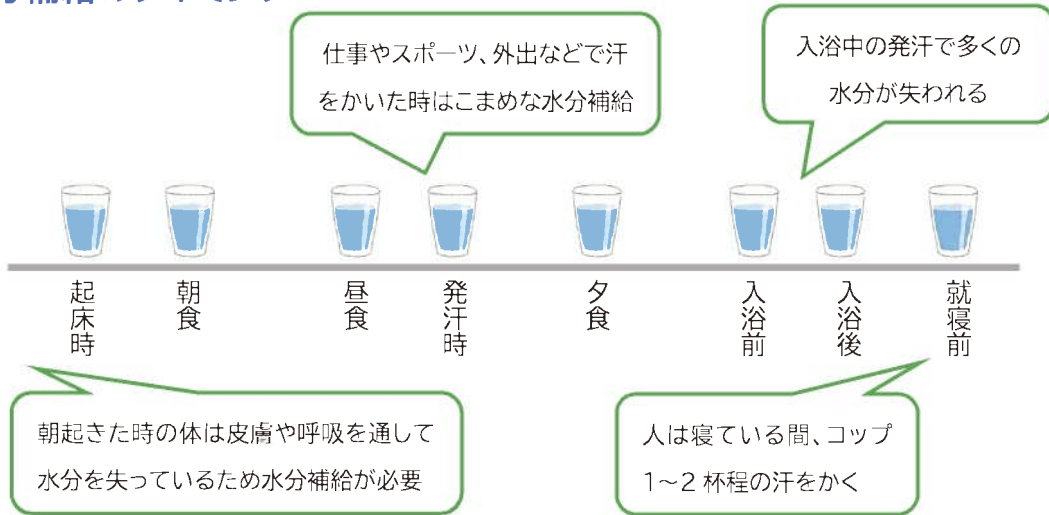 仕事やスポーツ、外出などで汗
をかいた時はこまめな水分補給
入浴中の発汗で多くの
水分が失われる
起床時
朝食
昼食
発汗時
夕食
入浴前
入浴後
就寝前
朝起きた時の体は皮膚や呼吸を通して
水分を失っているため水分補給が必要
人は寝ている間、コップ
1~2 杯程の汗をかく